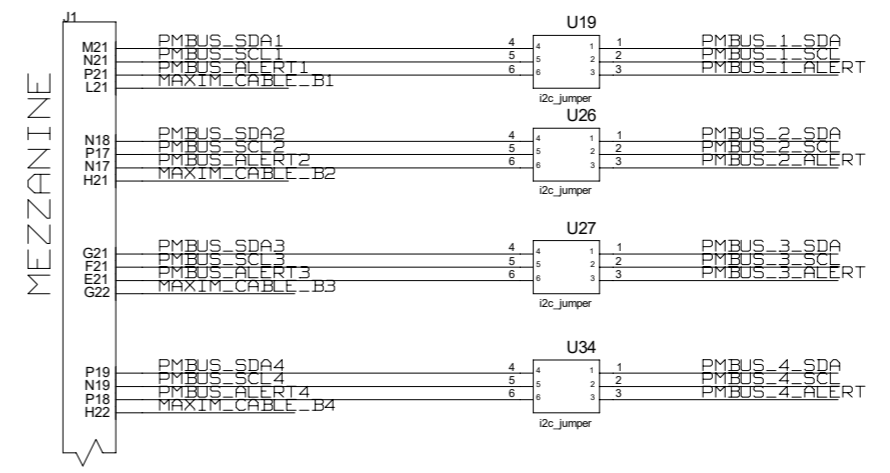 J1
MEZZANINE
U19
M21 PMBUS_SDA1 4 4 1 1 PMBUS_1_SDA
N21 PMBUS_SCL1 5 5 2 2 PMBUS_1_SCL
P21 PMBUS_ALERT1 6 6 3 3 PMBUS_1_ALERT
L21 MAXIM_CABLE_B1
i2c_jumper
U26
N18 PMBUS_SDA2 4 4 1 1 PMBUS_2_SDA
P17 PMBUS_SCL2 5 5 2 2 PMBUS_2_SCL
N17 PMBUS_ALERT2 6 6 3 3 PMBUS_2_ALERT
H21 MAXIM_CABLE_B2
i2c_jumper
U27
G21 PMBUS_SDA3 4 4 1 1 PMBUS_3_SDA
F21 PMBUS_SCL3 5 5 2 2 PMBUS_3_SCL
E21 PMBUS_ALERT3 6 6 3 3 PMBUS_3_ALERT
G22 MAXIM_CABLE_B3
i2c_jumper
U34
P19 PMBUS_SDA4 4 4 1 1 PMBUS_4_SDA
N19 PMBUS_SCL4 5 5 2 2 PMBUS_4_SCL
P18 PMBUS_ALERT4 6 6 3 3 PMBUS_4_ALERT
H22 MAXIM_CABLE_B4
i2c_jumper